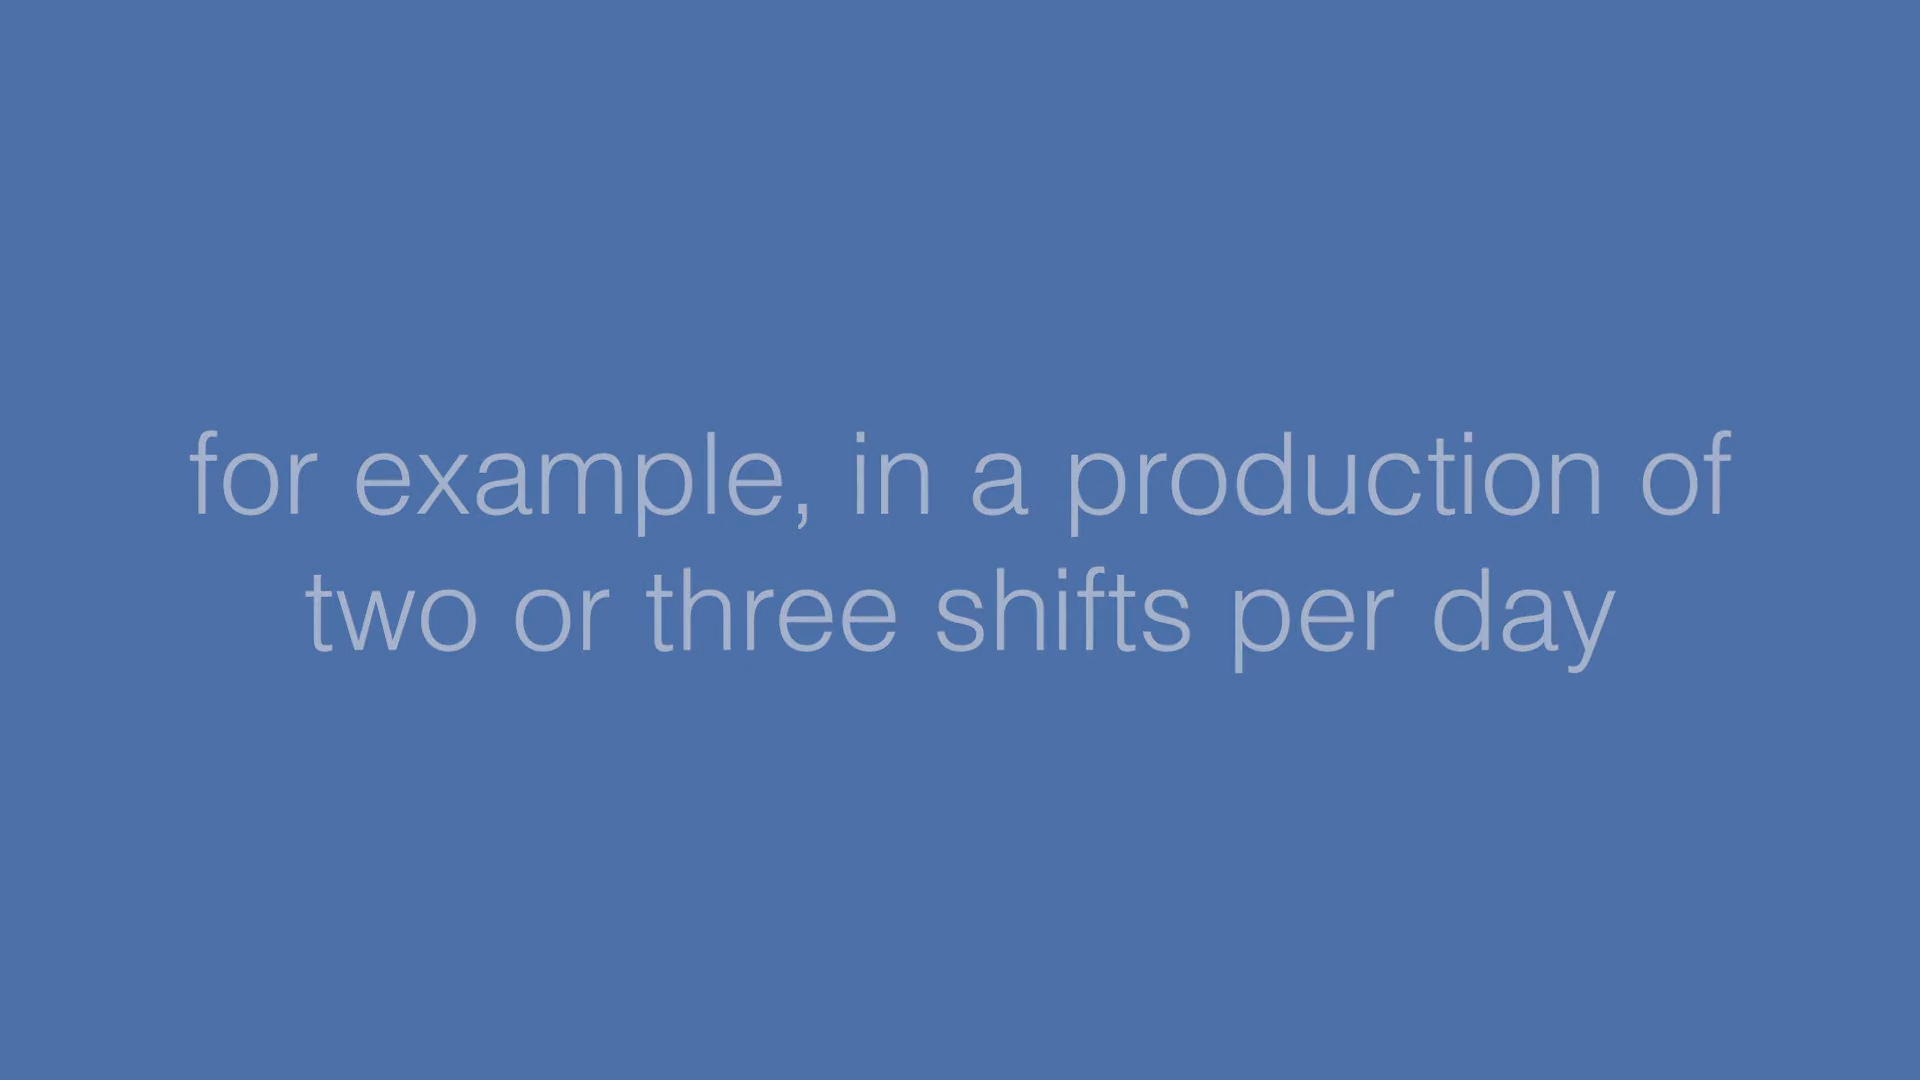 for example, in a production of
two or three shifts per day